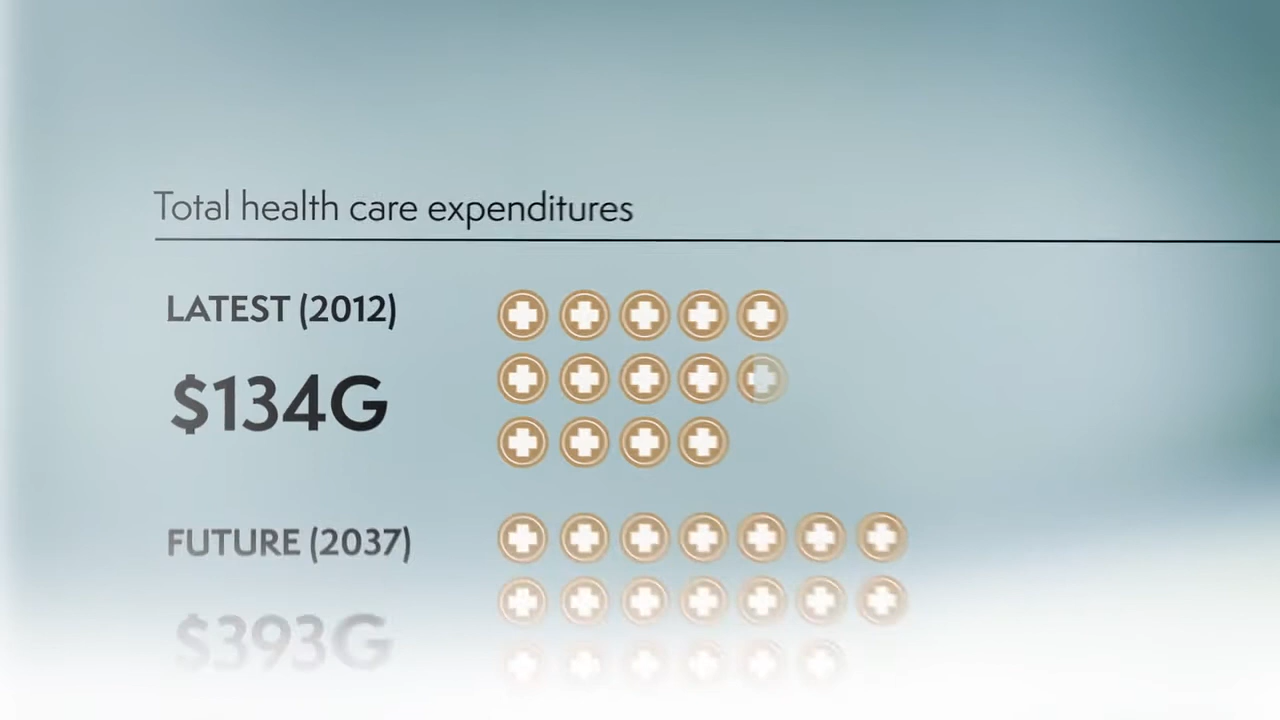 Total health care expenditures
LATEST (2012)
$134G
FUTURE (2037)
$393G